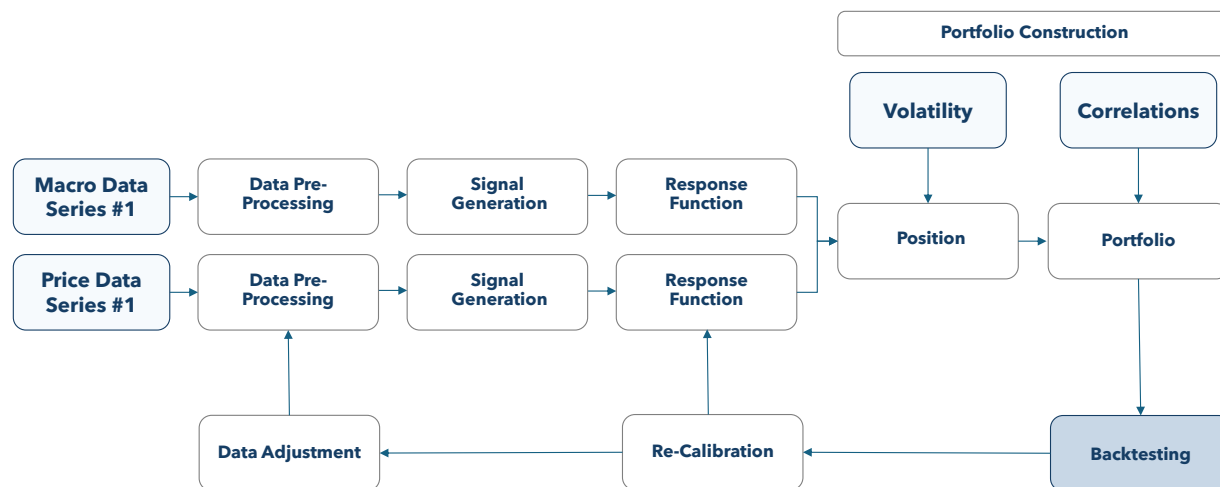 Portfolio Construction
Volatility
Correlations
Macro Data
Series #1
Data Pre-
Processing
Signal
Generation
Response
Function
Position
Portfolio
Price Data
Series #1
Data Pre-
Processing
Signal
Generation
Response
Function
Data Adjustment
Re-Calibration
Backtesting